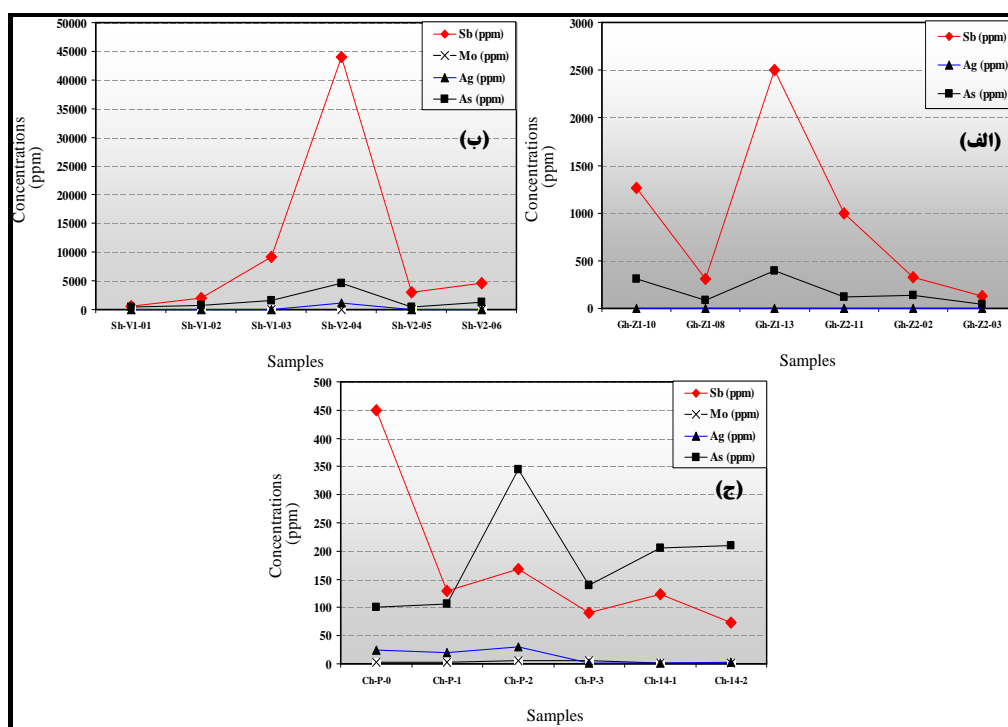 50000
45000
40000
35000
30000
25000
20000
15000
10000
5000
0
Concentrations
(ppm)
Sb (ppm)
Mo (ppm)
Ag (ppm)
As (ppm)
(ب)
Sh-V1-01 Sh-V1-02 Sh-V1-03 Sh-V2-04 Sh-V2-05 Sh-V2-06
Samples
3000
2500
2000
1500
1000
500
0
Concentrations
(ppm)
Sb (ppm)
Ag (ppm)
As (ppm)
(الف)
Gh-Z1-10 Gh-Z1-08 Gh-Z1-13 Gh-Z2-11 Gh-Z2-02 Gh-Z2-03
Samples
500
450
400
350
300
250
200
150
100
50
0
Concentrations
(ppm)
Sb (ppm)
Mo (ppm)
Ag (ppm)
As (ppm)
(ج)
Ch-P-0 Ch-P-1 Ch-P-2 Ch-P-3 Ch-14-1 Ch-14-2
Samples